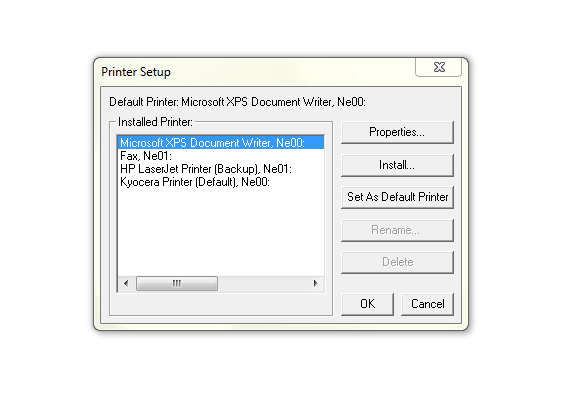 Printer Setup
Default Printer: Microsoft XPS Document Writer, Ne00:
Installed Printer:
Microsoft XPS Document Writer, Ne00:
Fax, Ne01:
HP LaserJet Printer (Backup), Ne01:
Kyocera Printer (Default), Ne00:
Properties...
Install...
Set As Default Printer
Rename...
Delete
OK
Cancel